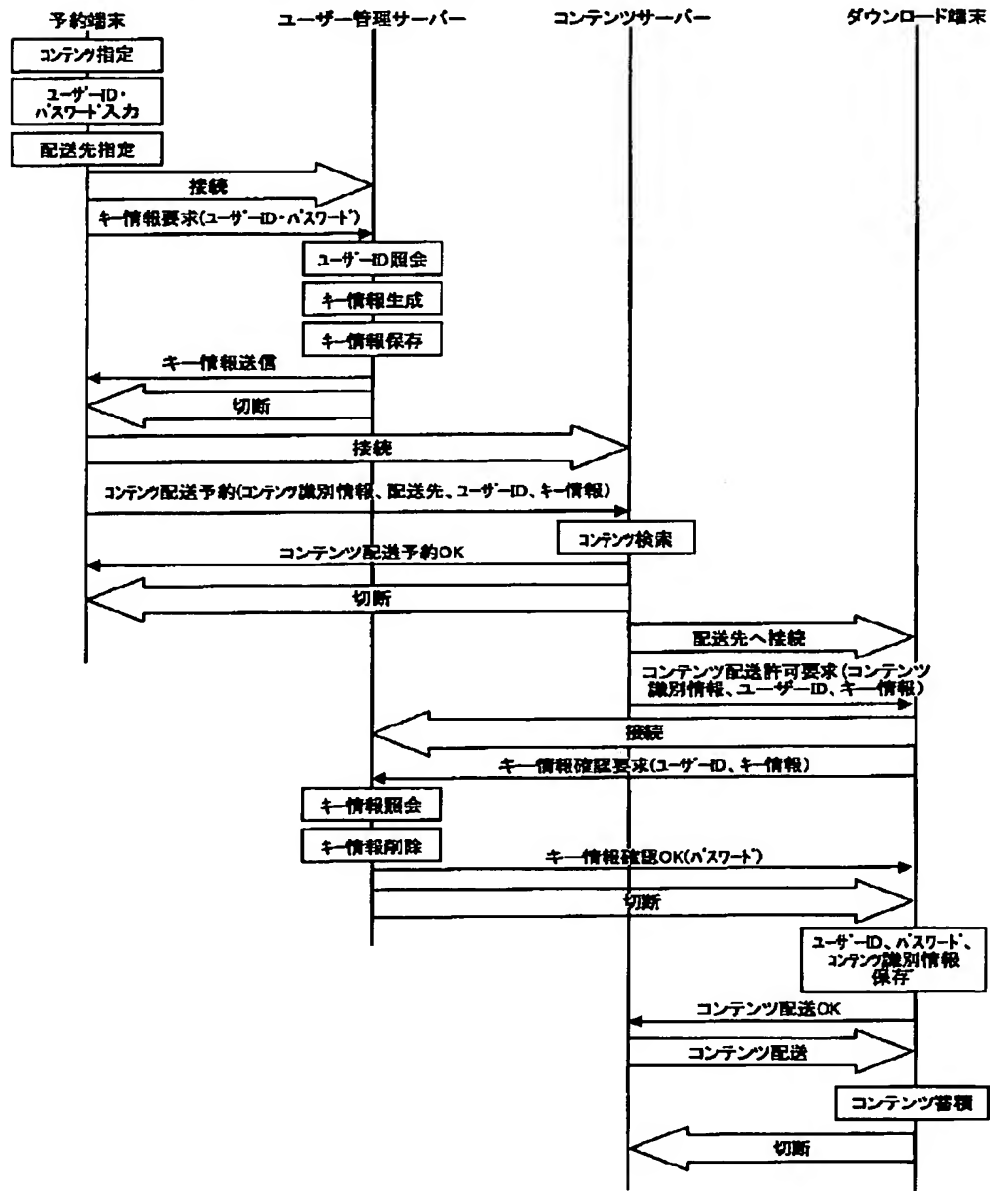 予約端末
ユーザー管理サーバー
コンテンツサーバー
ダウンロード端末
コンテンツ指定
ユーザーID・
パスワード入力
配送先指定
接続
キー情報要求(ユーザーID・パスワード)
ユーザーID照会
キー情報生成
キー情報保存
キー情報送信
切断
接続
コンテンツ配送予約(コンテンツ識別情報、配送先、ユーザーID、キー情報)
コンテンツ検索
コンテンツ配送予約OK
切断
配送先へ接続
コンテンツ配送許可要求(コンテンツ
識別情報、ユーザーID、キー情報)
接続
キー情報確認要求(ユーザーID、キー情報)
キー情報照会
キー情報削除
キー情報確認OK(パスワード)
切断
ユーザーID、パスワード、
コンテンツ識別情報
保存
コンテンツ配送OK
コンテンツ配送
コンテンツ蓄積
切断